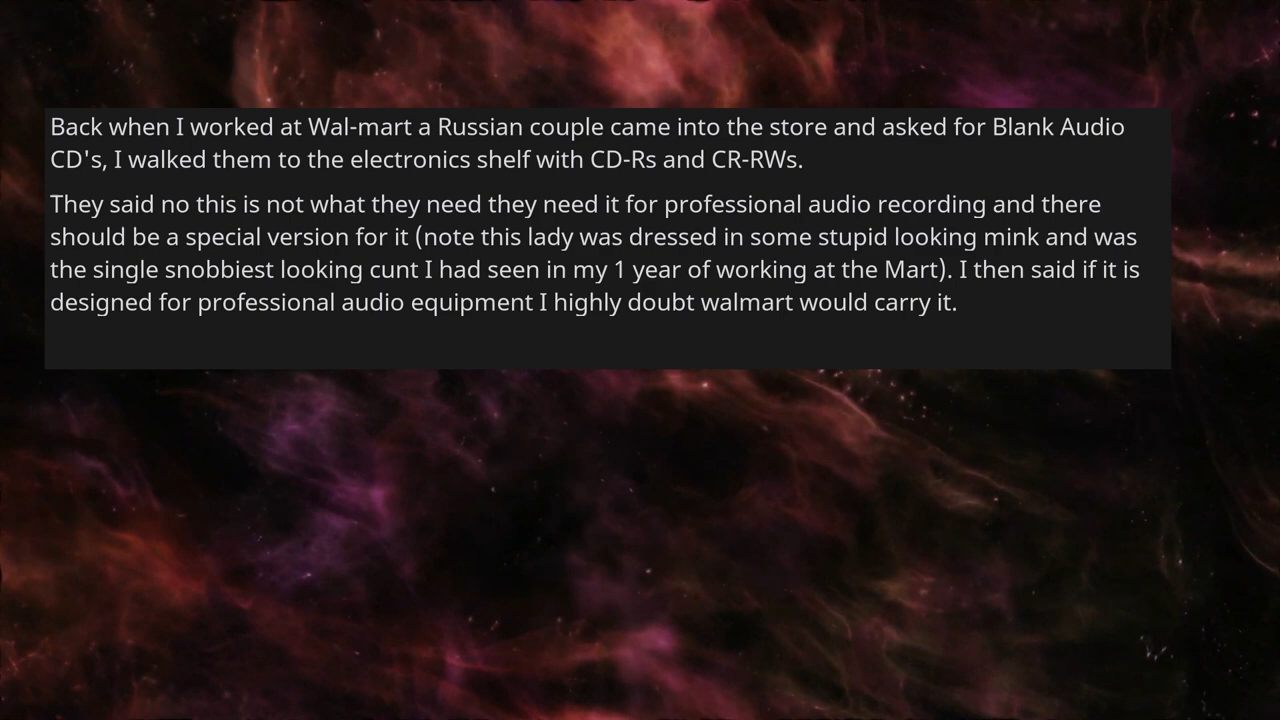 Back when I worked at Wal-mart a Russian couple came into the store and asked for Blank Audio
CD's, I walked them to the electronics shelf with CD-Rs and CR-RWs.
They said no this is not what they need they need it for professional audio recording and there
should be a special version for it (note this lady was dressed in some stupid looking mink and was
the single snobbiest looking cunt I had seen in my 1 year of working at the Mart). I then said if it is
designed for professional audio equipment I highly doubt walmart would carry it.